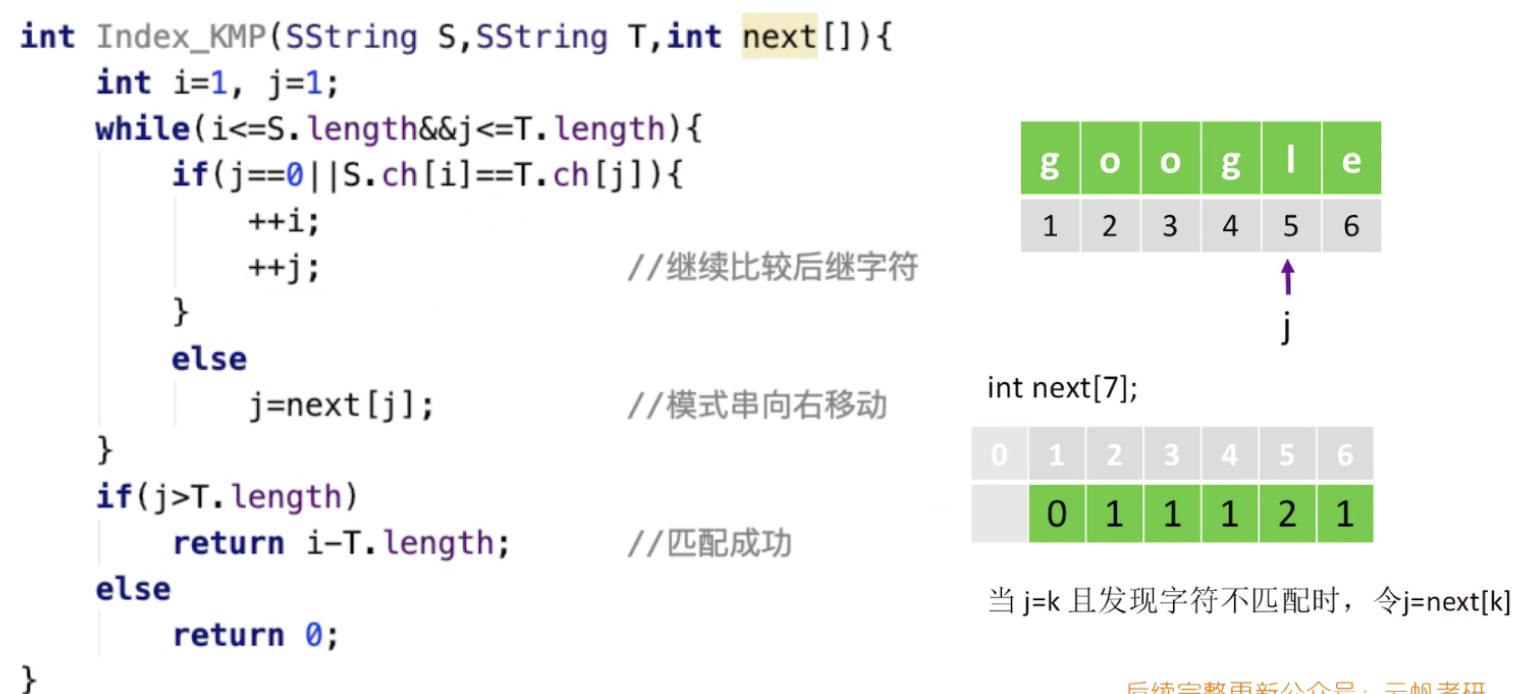 int Index_KMP(SString S,SString T,int next[]){
int i=1, j=1;
while(i<=S.length&&j<=T.length){
if(j==0||S.ch[i]==T.ch[j]){
++i;
++j; //继续比较后继字符
}
else
j=next[j]; //模式串向右移动
}
if(j>T.length)
return i-T.length; //匹配成功
else
return 0;
}
g o o g l e
1 2 3 4 5 6
j
int next[7];
0 1 2 3 4 5 6
0 1 1 1 2 1
当 j=k 且发现字符不匹配时，令j=next[k]
后续完整更新公众号：云帆考研